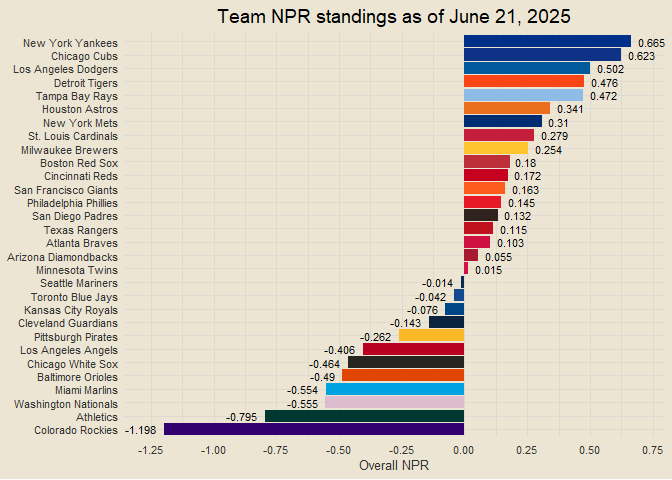 Team NPR standings as of June 21, 2025
New York Yankees 0.665
Chicago Cubs 0.623
Los Angeles Dodgers 0.502
Detroit Tigers 0.476
Tampa Bay Rays 0.472
Houston Astros 0.341
New York Mets 0.31
St. Louis Cardinals 0.279
Milwaukee Brewers 0.254
Boston Red Sox 0.18
Cincinnati Reds 0.172
San Francisco Giants 0.163
Philadelphia Phillies 0.145
San Diego Padres 0.132
Texas Rangers 0.115
Atlanta Braves 0.103
Arizona Diamondbacks 0.055
Minnesota Twins 0.015
Seattle Mariners -0.014
Toronto Blue Jays -0.042
Kansas City Royals -0.076
Cleveland Guardians -0.143
Pittsburgh Pirates -0.262
Los Angeles Angels -0.406
Chicago White Sox -0.464
Baltimore Orioles -0.49
Miami Marlins -0.554
Washington Nationals -0.555
Athletics -0.795
Colorado Rockies -1.198
-1.25 -1.00 -0.75 -0.50 -0.25 0.00 0.25 0.50 0.75
Overall NPR